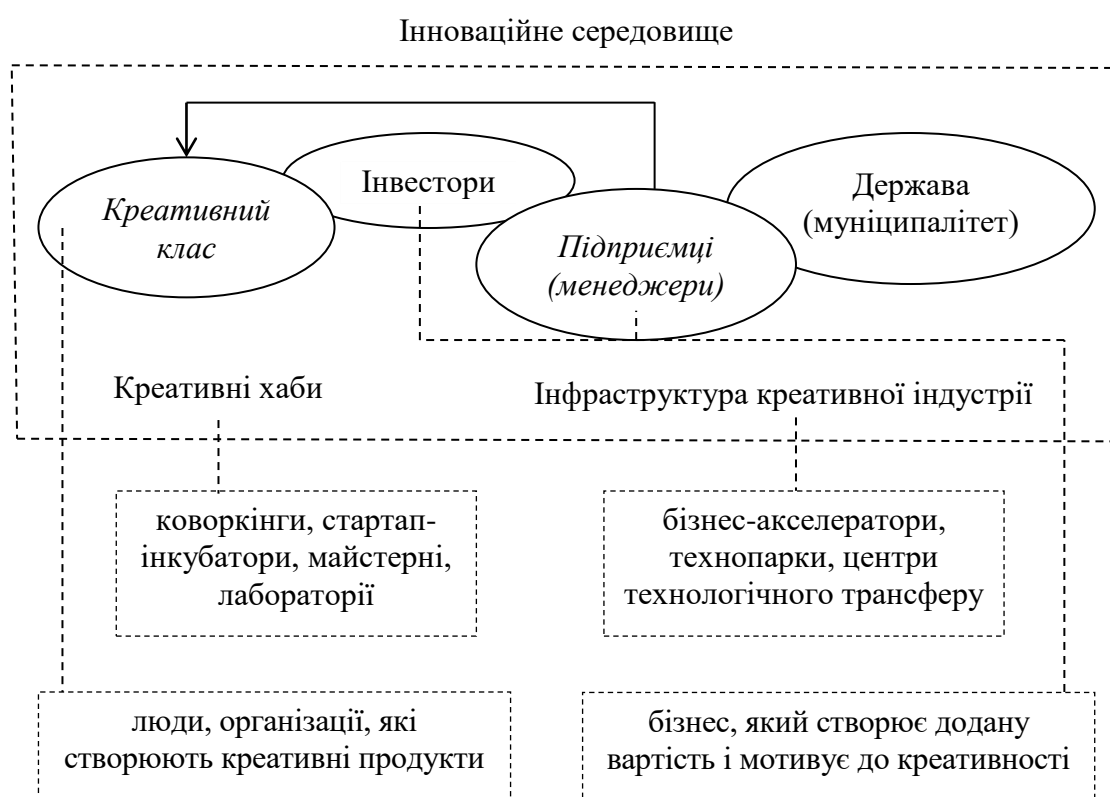 Інноваційне середовище
Креативний
клас
Інвестори
Підприємці
(менеджери)
Держава
(муніципалітет)
Креативні хаби
Інфраструктура креативної індустрії
коворкінги, стартап-
інкубатори, майстерні,
лабораторії
бізнес-акселератори,
технопарки, центри
технологічного трансферу
люди, організації, які
створюють креативні продукти
бізнес, який створює додану
вартість і мотивує до креативності